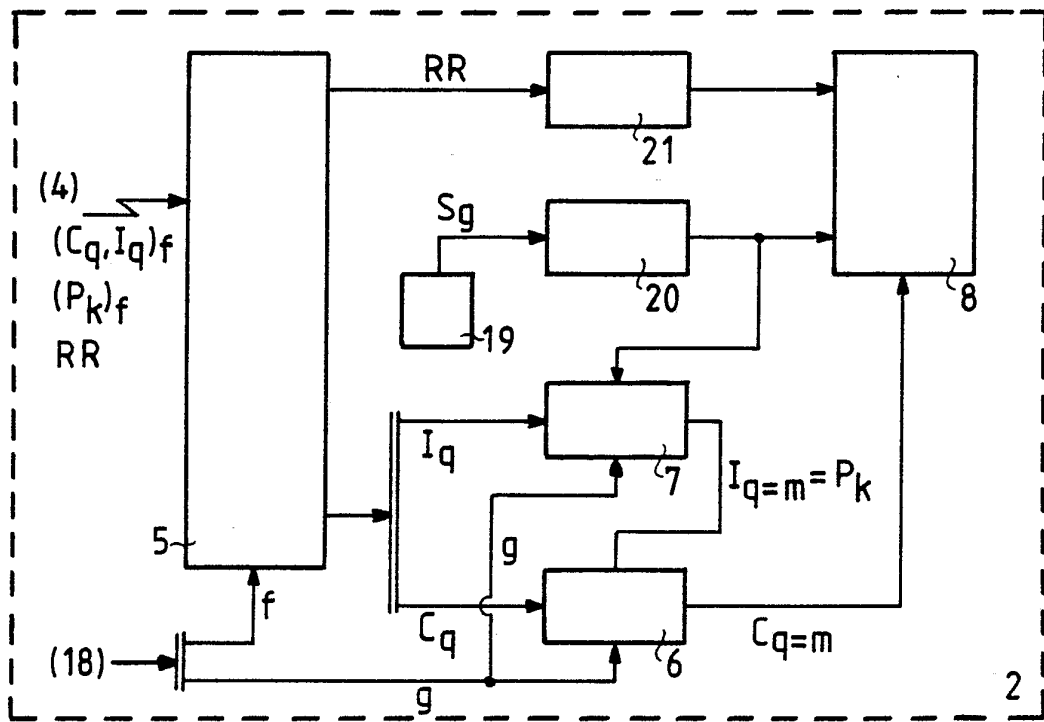 RR
21
(4)
(Cq,Iq)f
(Pk)f
RR
Sg
20
8
19
Iq
7
Iq=m=Pk
5
g
f
Cq
6
Cq=m
(18)
g
2